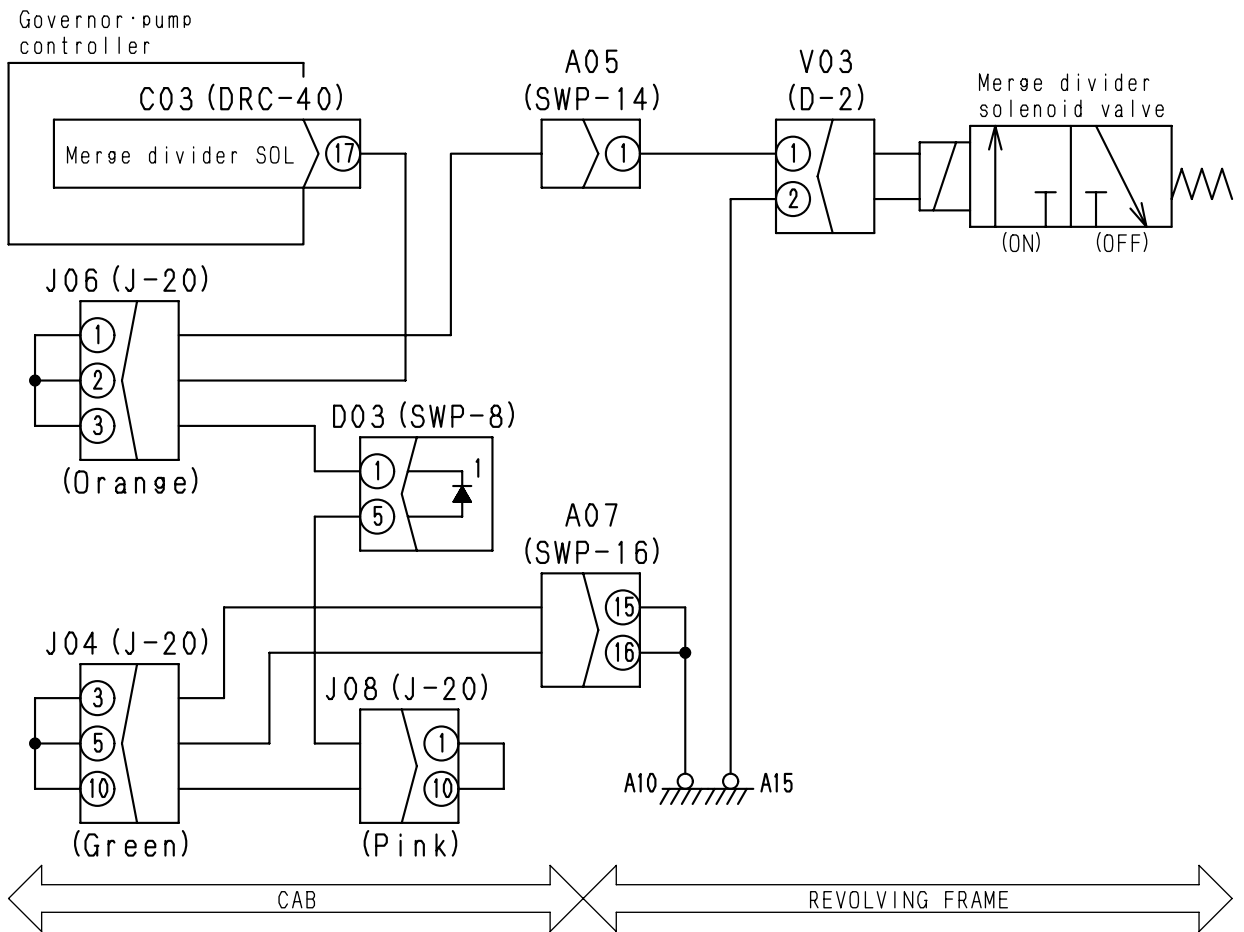 Governor·pump
controller
C03 (DRC-40)
Merge divider SOL
17
A05
(SWP-14)
1
V03
(D-2)
1
2
Merge divider
solenoid valve
(ON)
(OFF)
J06 (J-20)
1
2
3
(Orange)
D03 (SWP-8)
1
5
1
A07
(SWP-16)
15
16
J04 (J-20)
3
5
10
(Green)
J08 (J-20)
1
10
(Pink)
A10
A15
CAB
REVOLVING FRAME